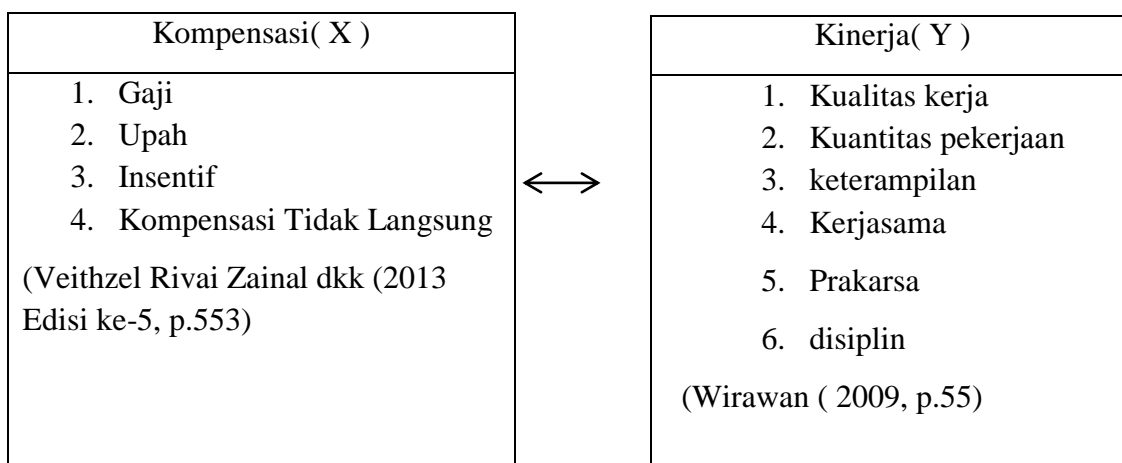 Kompensasi( X )
1. Gaji
2. Upah
3. Insentif
4. Kompensasi Tidak Langsung
(Veithzel Rivai Zainal dkk (2013
Edisi ke-5, p.553)
Kinerja( Y )
1. Kualitas kerja
2. Kuantitas pekerjaan
3. keterampilan
4. Kerjasama
5. Prakarsa
6. disiplin
(Wirawan ( 2009, p.55)